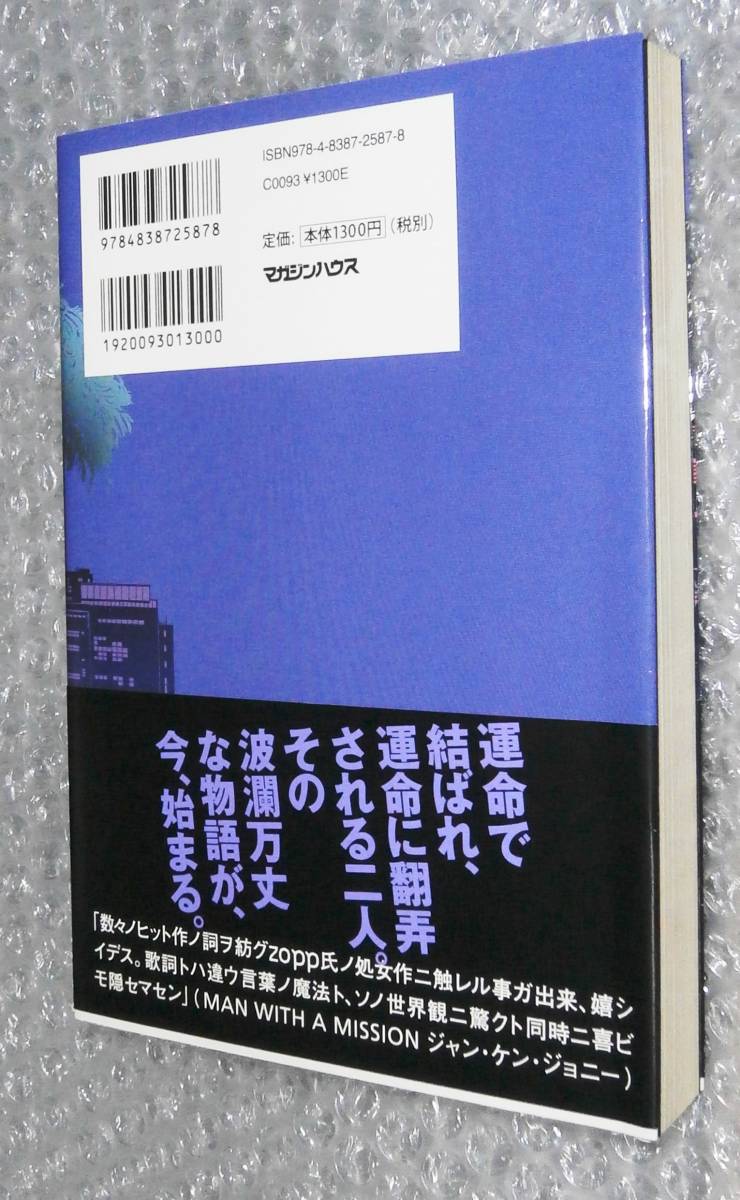 ISBN978-4-8387-2587-8
C0093 ¥1300E
9784838725878
定価: 本体1300円 (税別)
マガジンハウス
1920093013000
運命で
結ばれ、
運命に翻弄
される二人。
その
波瀾万丈
な物語が、
今、始まる。
「数々ノヒット作ノ詞ヲ紡グzopp氏ノ処女作ニ触レル事ガ出来、嬉シ
イデス。歌詞トハ違ウ言葉ノ魔法ト、ソノ世界観ニ驚クト同時ニ喜ビ
モ隠セマセン」(MAN WITH A MISSION ジャン・ケン・ジョニー)